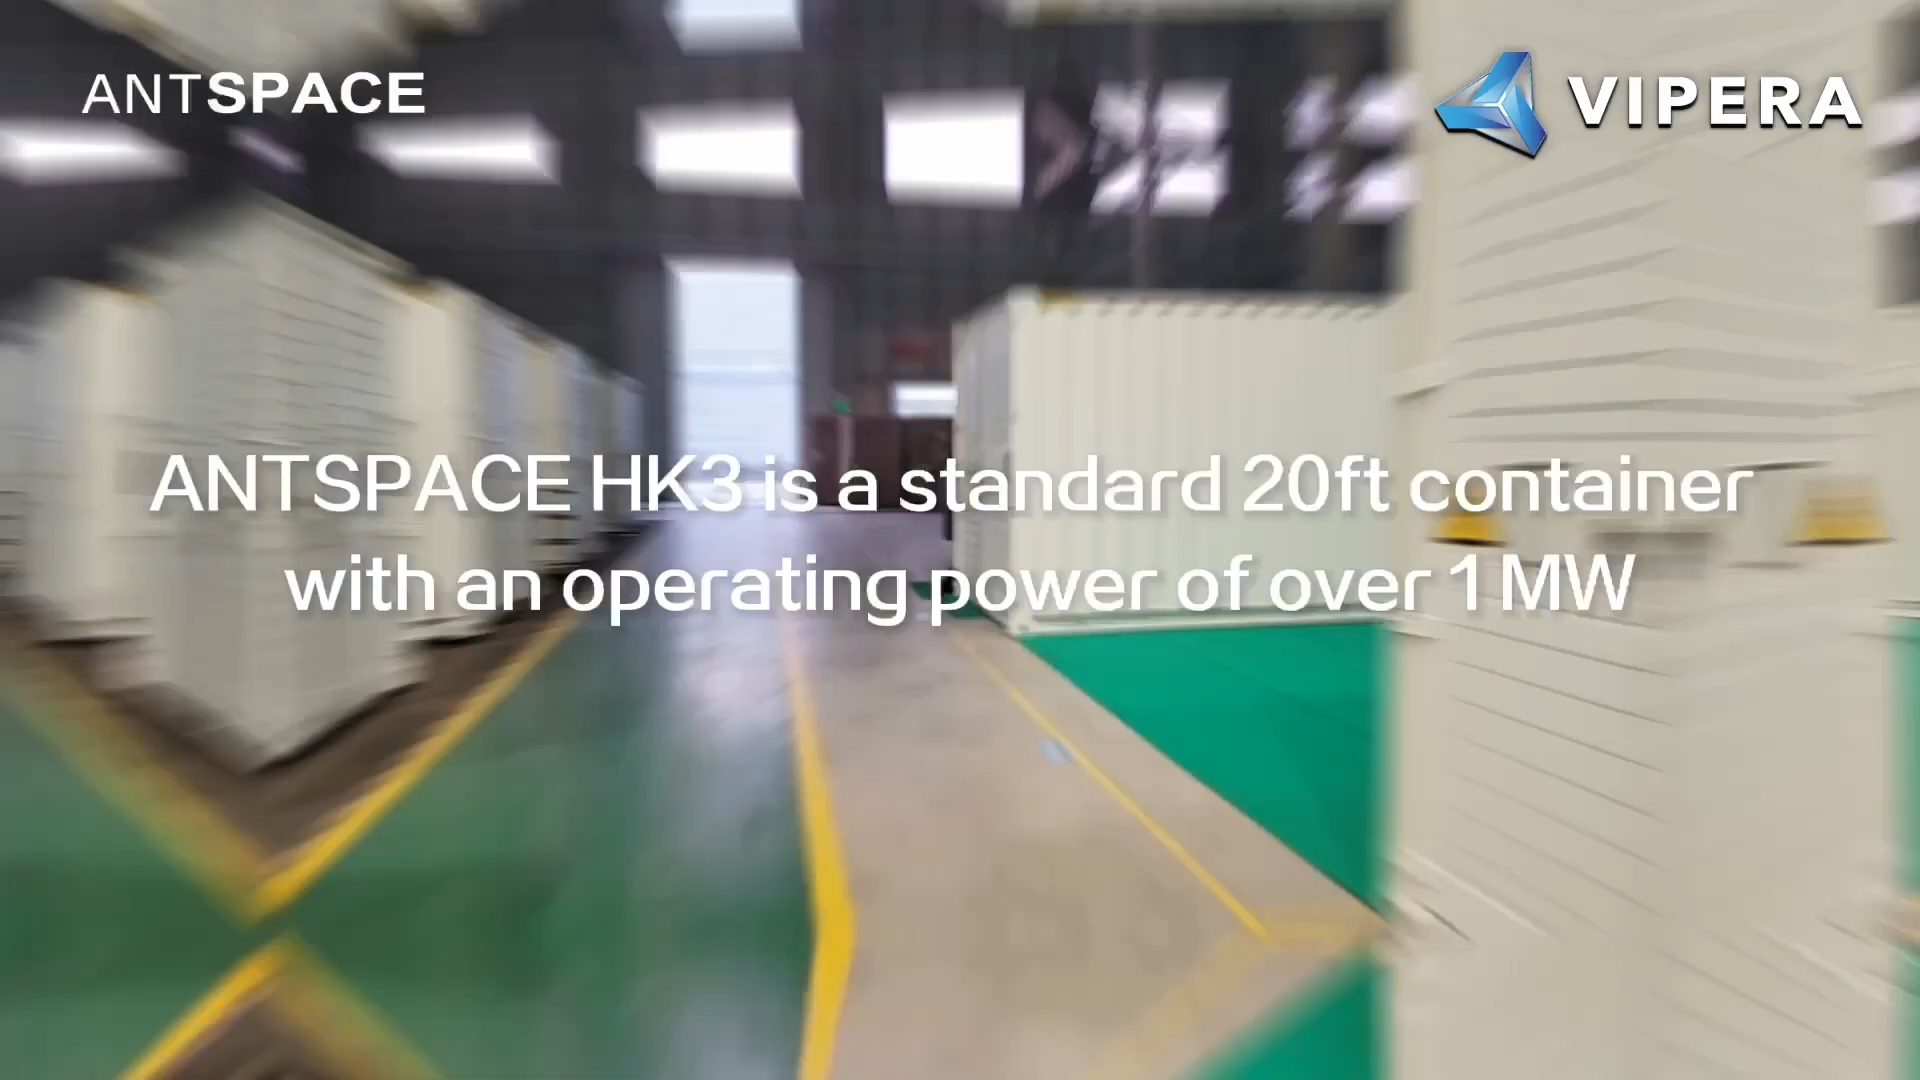 ANTSPACE
VIPERA
ANTSPACE HK3 is a standard 20ft container
with an operating power of over 1 MW